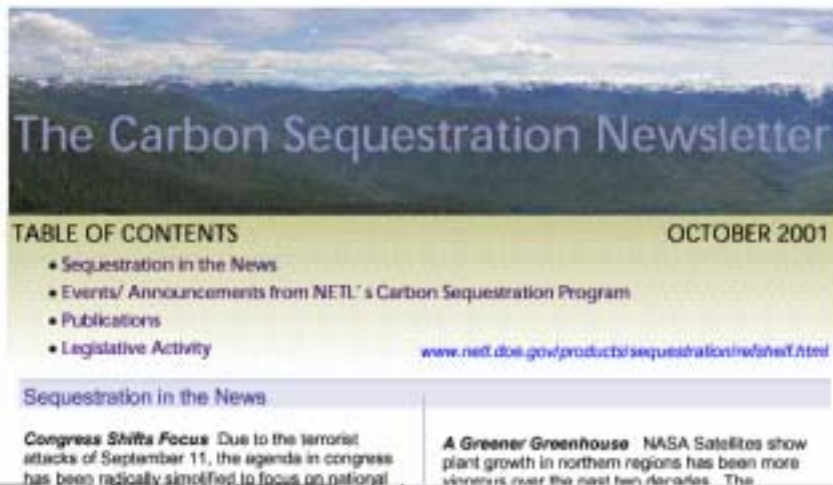 The Carbon Sequestration Newsletter
TABLE OF CONTENTS OCTOBER 2001
• Sequestration in the News
• Events/ Announcements from NETL's Carbon Sequestration Program
• Publications
• Legislative Activity www.netl.doe.gov/products/sequestration/refshelf.html
Sequestration in the News
Congress Shifts Focus Due to the terrorist
attacks of September 11, the agenda in congress
has been radically simplified to focus on national
A Greener Greenhouse NASA Satellites show
plant growth in northern regions has been more
vigorous over the past two decades. The